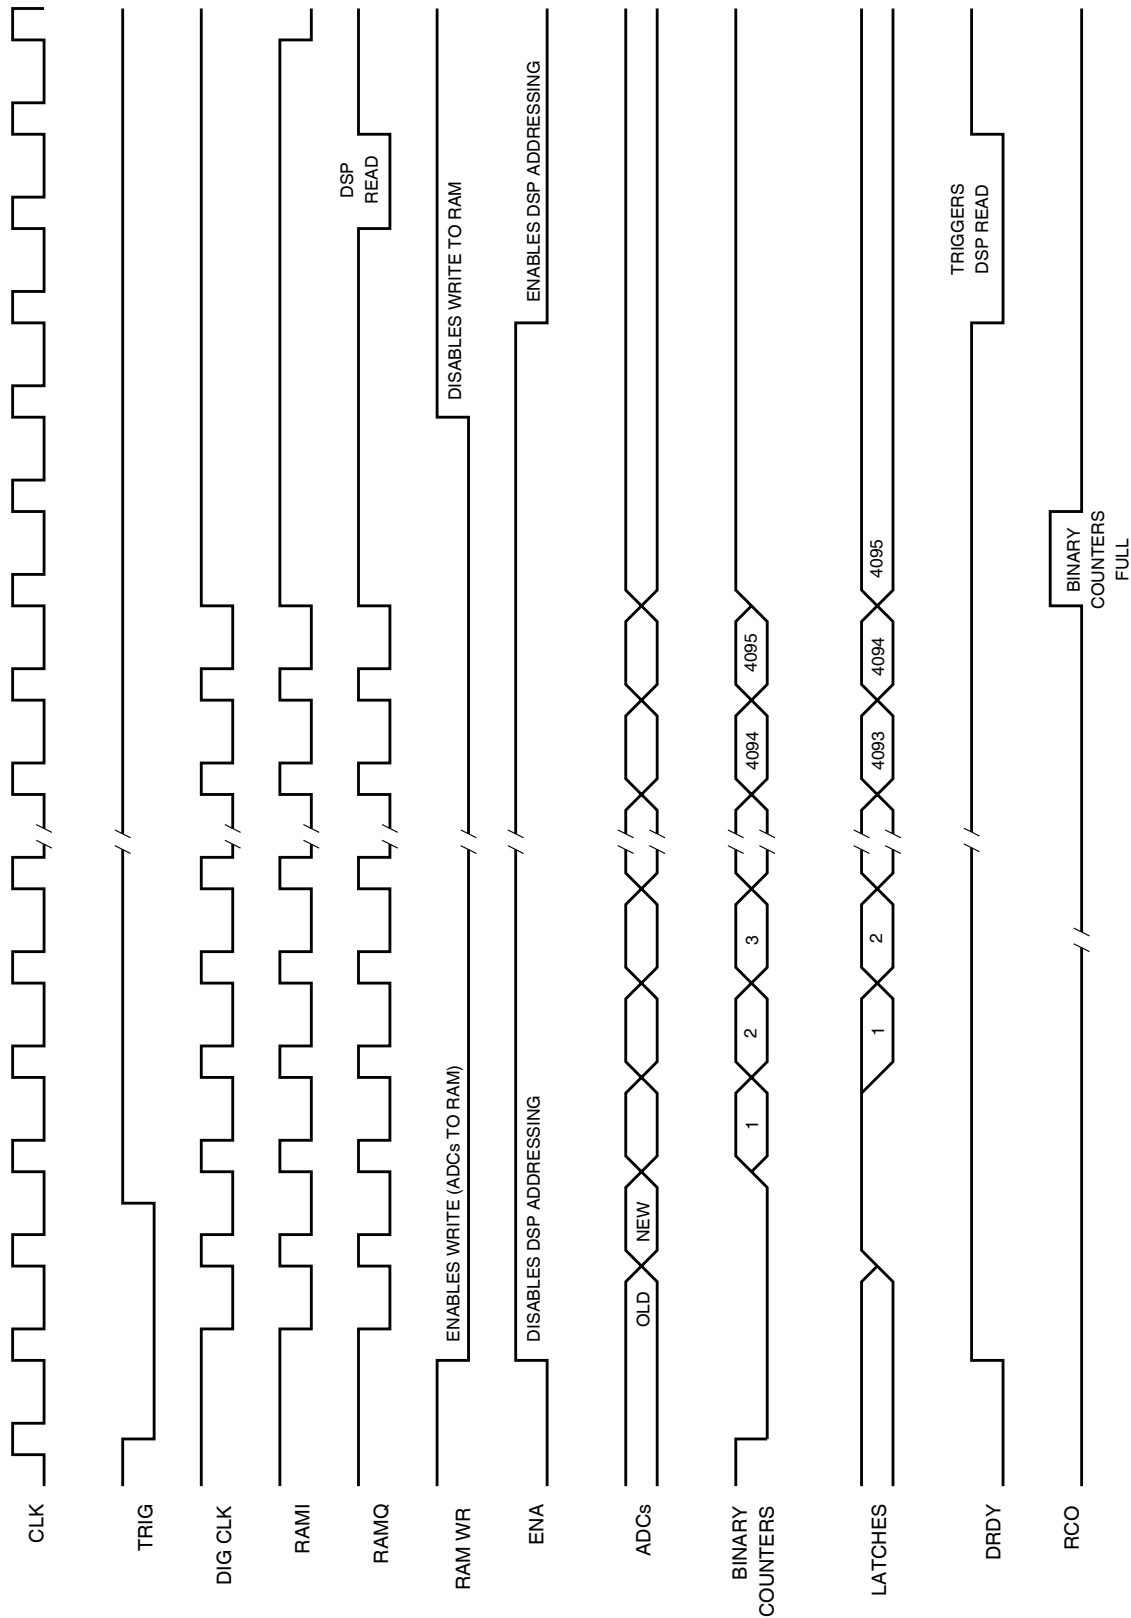 CLK
TRIG
DIG CLK
RAMI
RAMQ
DSP
READ
RAM WR
ENABLES WRITE (ADCs TO RAM)
DISABLES WRITE TO RAM
ENA
DISABLES DSP ADDRESSING
ENABLES DSP ADDRESSING
ADCs
OLD
NEW
BINARY
COUNTERS
1
2
3
4094
4095
LATCHES
1
2
4093
4094
4095
DRDY
TRIGGERS
DSP READ
RCO
BINARY
COUNTERS
FULL